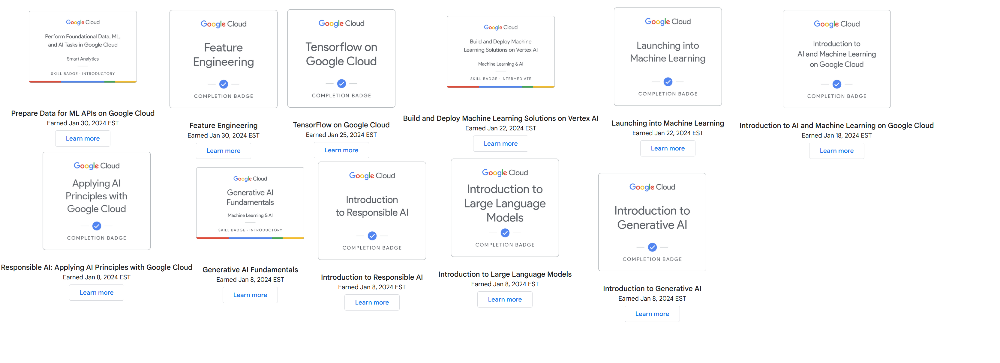 Google Cloud
Perform Foundational Data, ML,
and AI Tasks in Google Cloud
Smart Analytics
SKILL BADGE · INTRODUCTORY
Prepare Data for ML APIs on Google Cloud
Earned Jan 30, 2024 EST
Learn more
Google Cloud
Feature
Engineering
COMPLETION BADGE
Feature Engineering
Earned Jan 30, 2024 EST
Learn more
Google Cloud
Tensorflow on
Google Cloud
COMPLETION BADGE
TensorFlow on Google Cloud
Earned Jan 25, 2024 EST
Learn more
Google Cloud
Build and Deploy Machine
Learning Solutions on Vertex AI
Machine Learning & AI
SKILL BADGE · INTERMEDIATE
Build and Deploy Machine Learning Solutions on Vertex AI
Earned Jan 22, 2024 EST
Learn more
Google Cloud
Launching into
Machine Learning
COMPLETION BADGE
Launching into Machine Learning
Earned Jan 22, 2024 EST
Learn more
Google Cloud
Introduction to
AI and Machine Learning
on Google Cloud
COMPLETION BADGE
Introduction to AI and Machine Learning on Google Cloud
Earned Jan 18, 2024 EST
Learn more
Google Cloud
Applying AI
Principles with
Google Cloud
COMPLETION BADGE
Responsible AI: Applying AI Principles with Google Cloud
Earned Jan 8, 2024 EST
Learn more
Google Cloud
Generative AI
Fundamentals
Machine Learning & AI
SKILL BADGE · INTRODUCTORY
Generative AI Fundamentals
Earned Jan 8, 2024 EST
Learn more
Google Cloud
Introduction
to Responsible AI
COMPLETION BADGE
Introduction to Responsible AI
Earned Jan 8, 2024 EST
Learn more
Google Cloud
Introduction to
Large Language
Models
COMPLETION BADGE
Introduction to Large Language Models
Earned Jan 8, 2024 EST
Learn more
Google Cloud
Introduction to
Generative AI
COMPLETION BADGE
Introduction to Generative AI
Earned Jan 8, 2024 EST
Learn more